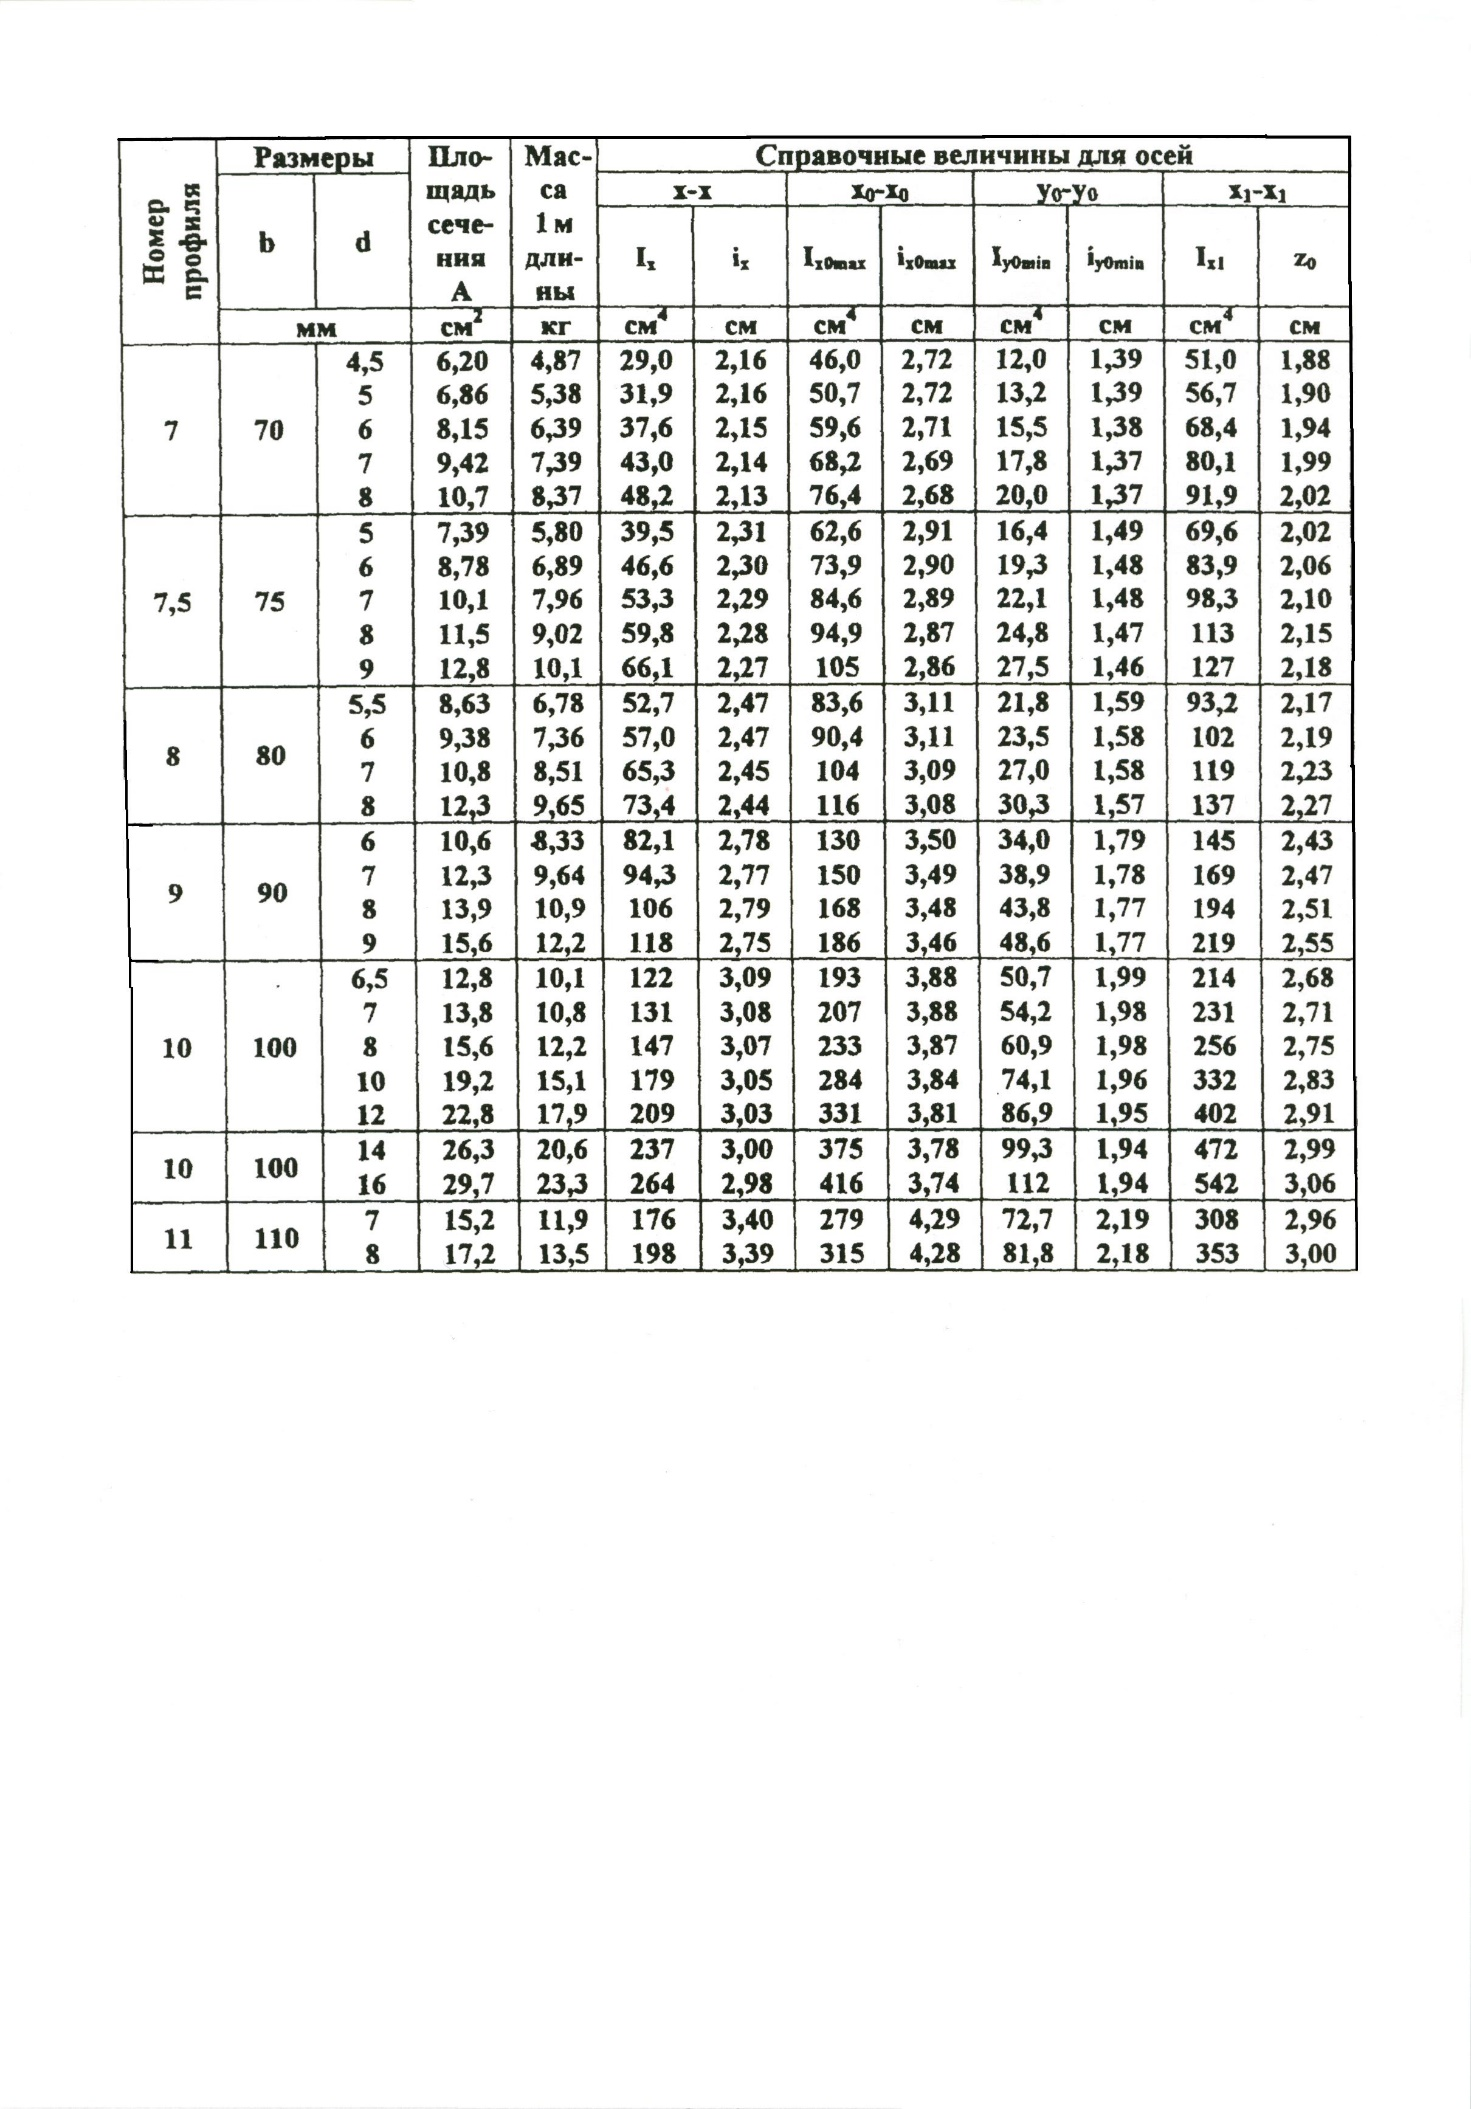 Номер профиля Размеры Площадь сечения А Масса 1 м длины Справочные величины для осей
x-x x0-x0 y0-y0 x1-x1
b d Ix ix Ix0max ix0max Iy0min iy0min Ix1 z0
мм см² кг см⁴ см см⁴ см см⁴ см см⁴ см
4,5 6,20 4,87 29,0 2,16 46,0 2,72 12,0 1,39 51,0 1,88
5 6,86 5,38 31,9 2,16 50,7 2,72 13,2 1,39 56,7 1,90
7 70 6 8,15 6,39 37,6 2,15 59,6 2,71 15,5 1,38 68,4 1,94
7 9,42 7,39 43,0 2,14 68,2 2,69 17,8 1,37 80,1 1,99
8 10,7 8,37 48,2 2,13 76,4 2,68 20,0 1,37 91,9 2,02
5 7,39 5,80 39,5 2,31 62,6 2,91 16,4 1,49 69,6 2,02
6 8,78 6,89 46,6 2,30 73,9 2,90 19,3 1,48 83,9 2,06
7,5 75 7 10,1 7,96 53,3 2,29 84,6 2,89 22,1 1,48 98,3 2,10
8 11,5 9,02 59,8 2,28 94,9 2,87 24,8 1,47 113 2,15
9 12,8 10,1 66,1 2,27 105 2,86 27,5 1,46 127 2,18
5,5 8,63 6,78 52,7 2,47 83,6 3,11 21,8 1,59 93,2 2,17
8 80 6 9,38 7,36 57,0 2,47 90,4 3,11 23,5 1,58 102 2,19
7 10,8 8,51 65,3 2,45 104 3,09 27,0 1,58 119 2,23
8 12,3 9,65 73,4 2,44 116 3,08 30,3 1,57 137 2,27
6 10,6 8,33 82,1 2,78 130 3,50 34,0 1,79 145 2,43
9 90 7 12,3 9,64 94,3 2,77 150 3,49 38,9 1,78 169 2,47
8 13,9 10,9 106 2,79 168 3,48 43,8 1,77 194 2,51
9 15,6 12,2 118 2,75 186 3,46 48,6 1,77 219 2,55
6,5 12,8 10,1 122 3,09 193 3,88 50,7 1,99 214 2,68
7 13,8 10,8 131 3,08 207 3,88 54,2 1,98 231 2,71
10 100 8 15,6 12,2 147 3,07 233 3,87 60,9 1,98 256 2,75
10 19,2 15,1 179 3,05 284 3,84 74,1 1,96 332 2,83
12 22,8 17,9 209 3,03 331 3,81 86,9 1,95 402 2,91
10 100 14 26,3 20,6 237 3,00 375 3,78 99,3 1,94 472 2,99
16 29,7 23,3 264 2,98 416 3,74 112 1,94 542 3,06
11 110 7 15,2 11,9 176 3,40 279 4,29 72,7 2,19 308 2,96
8 17,2 13,5 198 3,39 315 4,28 81,8 2,18 353 3,00